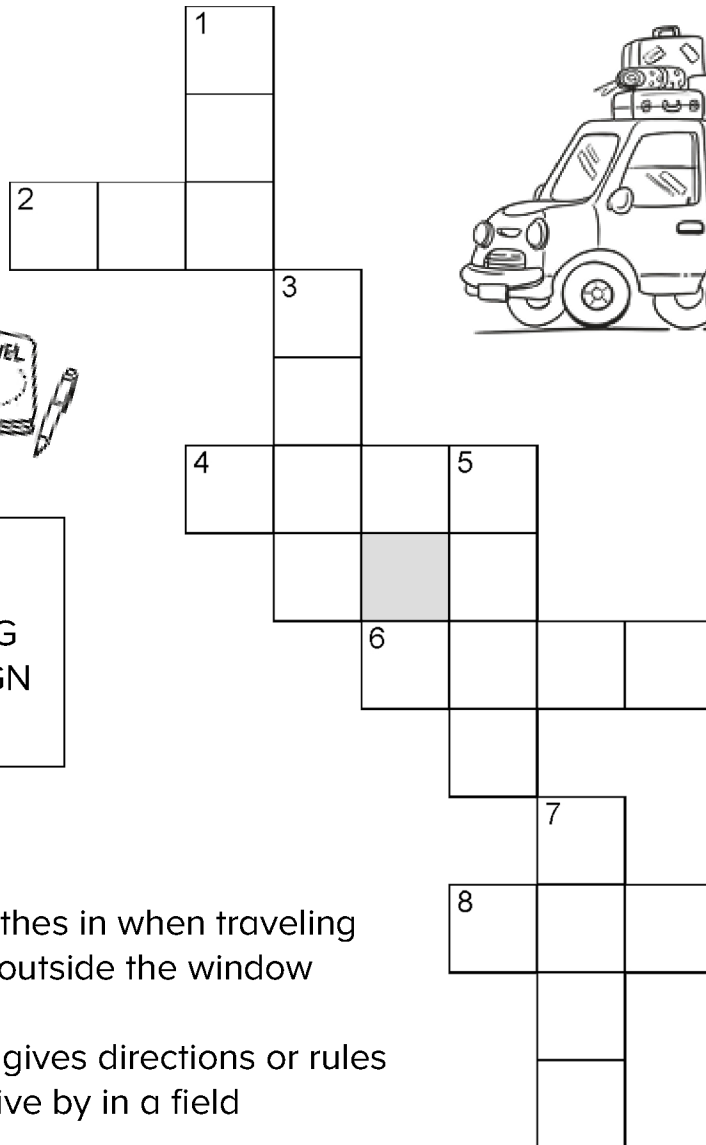 1
2
3
4
5
6
G
GN
7
8
thes in when traveling
outside the window
gives directions or rules
ive by in a field